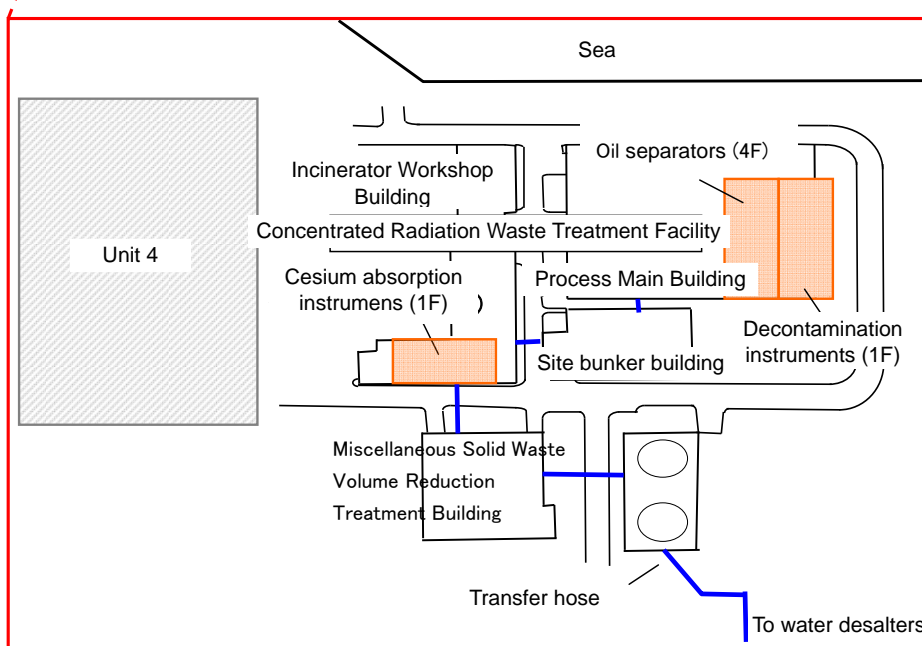 Sea
Oil separators (4F)
Incinerator Workshop
Building
Concentrated Radiation Waste Treatment Facility
Unit 4
Cesium absorption
instrumens (1F)
)
Process Main Building
Decontamination
instruments (1F)
Site bunker building
Miscellaneous Solid Waste
Volume Reduction
Treatment Building
Transfer hose
To water desalters